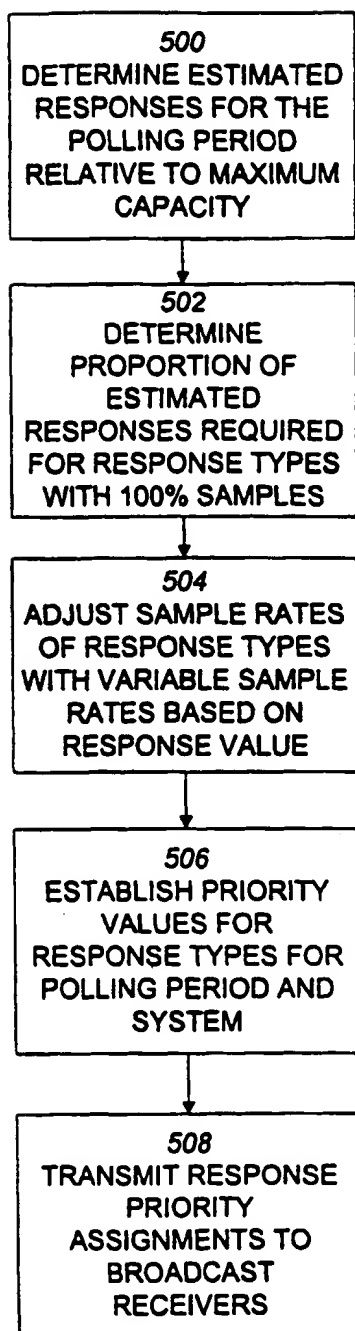 500
DETERMINE ESTIMATED
RESPONSES FOR THE
POLLING PERIOD
RELATIVE TO MAXIMUM
CAPACITY
502
DETERMINE
PROPORTION OF
ESTIMATED
RESPONSES REQUIRED
FOR RESPONSE TYPES
WITH 100% SAMPLES
504
ADJUST SAMPLE RATES
OF RESPONSE TYPES
WITH VARIABLE SAMPLE
RATES BASED ON
RESPONSE VALUE
506
ESTABLISH PRIORITY
VALUES FOR
RESPONSE TYPES FOR
POLLING PERIOD AND
SYSTEM
508
TRANSMIT RESPONSE
PRIORITY
ASSIGNMENTS TO
BROADCAST
RECEIVERS